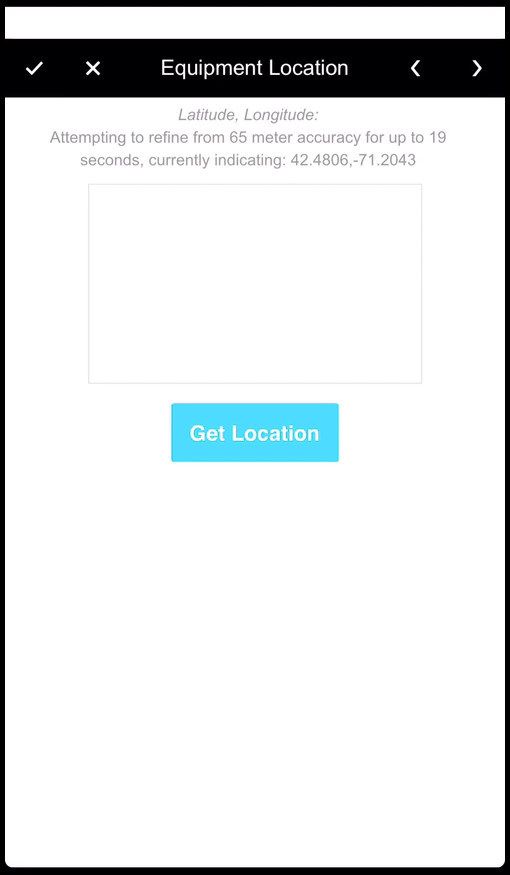 Equipment Location
Latitude, Longitude:
Attempting to refine from 65 meter accuracy for up to 19
seconds, currently indicating: 42.4806,-71.2043
Get Location